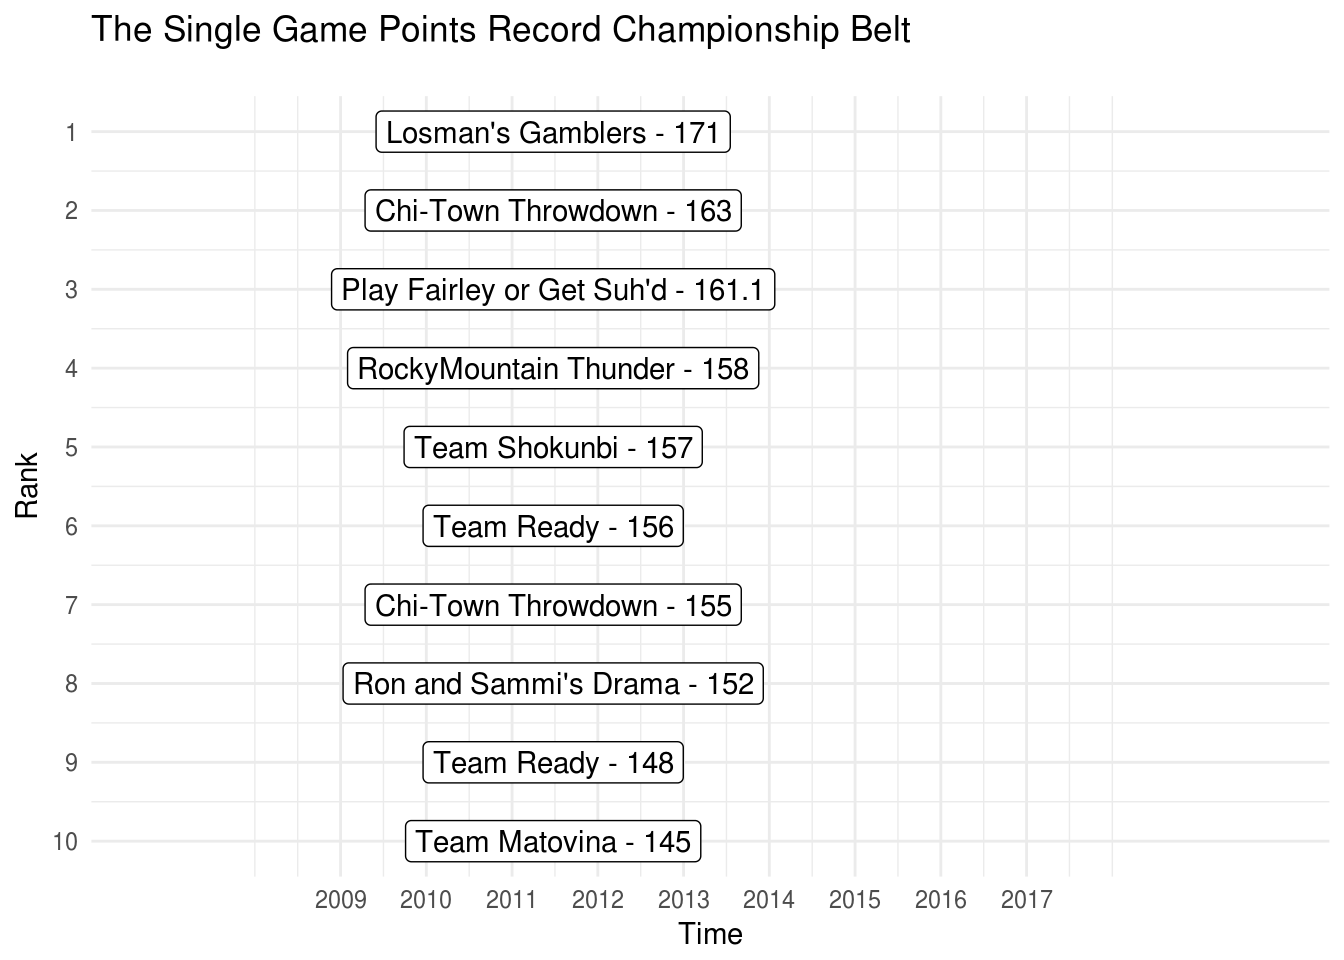 The Single Game Points Record Championship Belt
1
Losman's Gamblers - 171
2
Chi-Town Throwdown - 163
3
Play Fairley or Get Suh'd - 161.1
4
RockyMountain Thunder - 158
5
Team Shokunbi - 157
Rank
6
Team Ready - 156
7
Chi-Town Throwdown - 155
8
Ron and Sammi's Drama - 152
9
Team Ready - 148
10
Team Matovina - 145
2009 2010 2011 2012 2013 2014 2015 2016 2017
Time